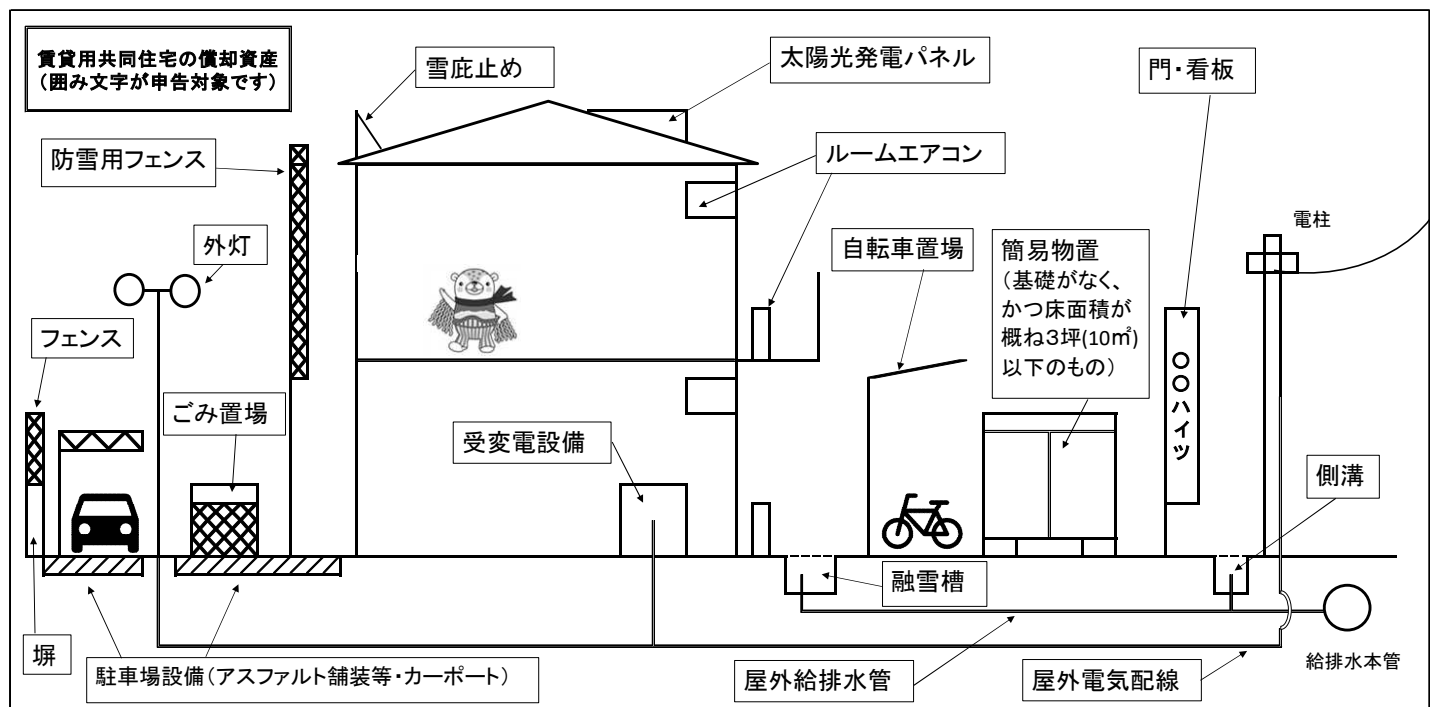 賃貸用共同住宅の償却資産
(囲み文字が申告対象です)
雪庇止め
太陽光発電パネル
門・看板
防雪用フェンス
ルームエアコン
電柱
外灯
自転車置場
簡易物置
(基礎がなく、
かつ床面積が
概ね3坪(10㎡)
以下のもの)
フェンス
ごみ置場
受変電設備
〇〇ハイツ
側溝
融雪槽
塀
駐車場設備(アスファルト舗装等・カーポート)
屋外給排水管
屋外電気配線
給排水本管